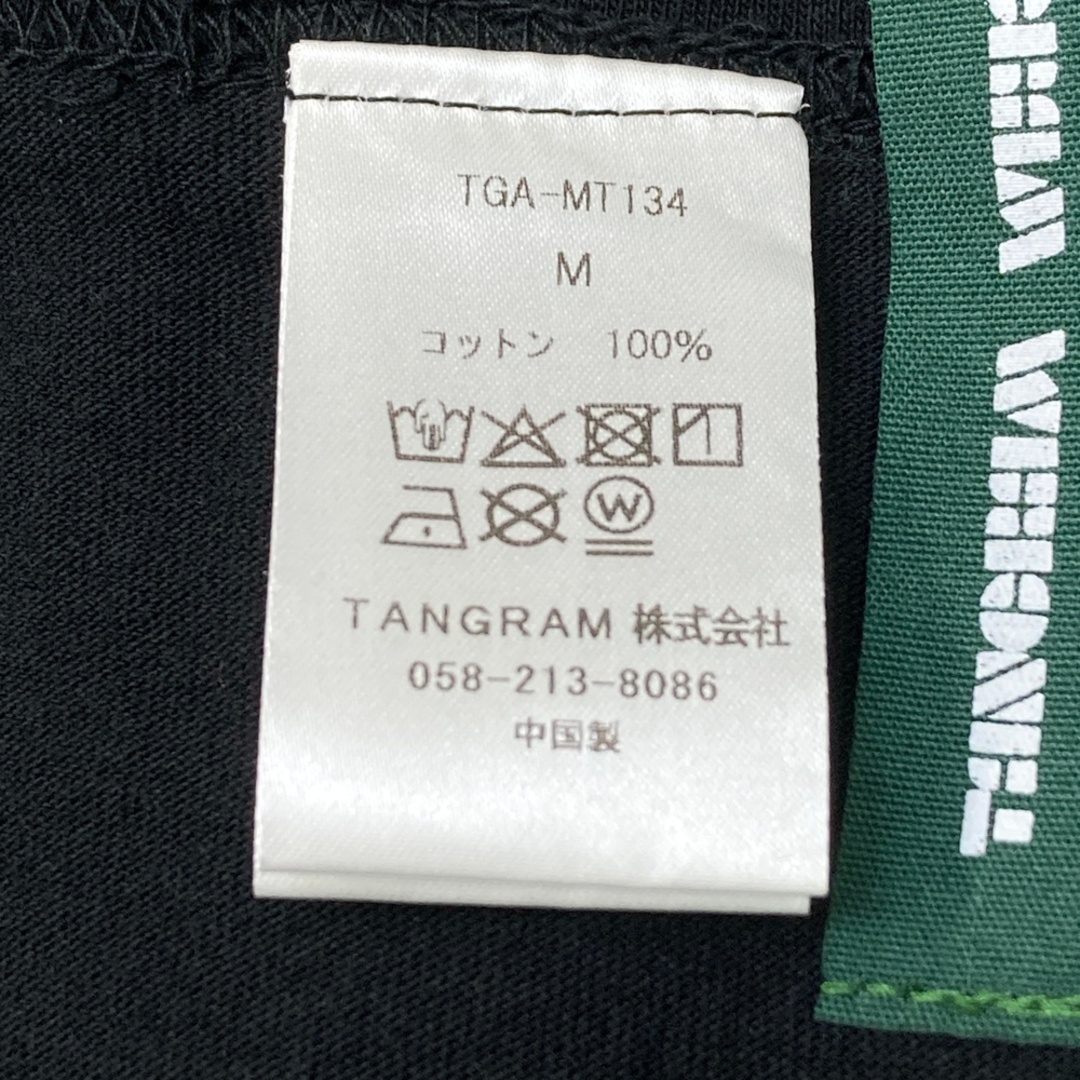 TGA-MT134
M
コットン 100%
W
TANGRAM 株式会社
058-213-8086
中国製